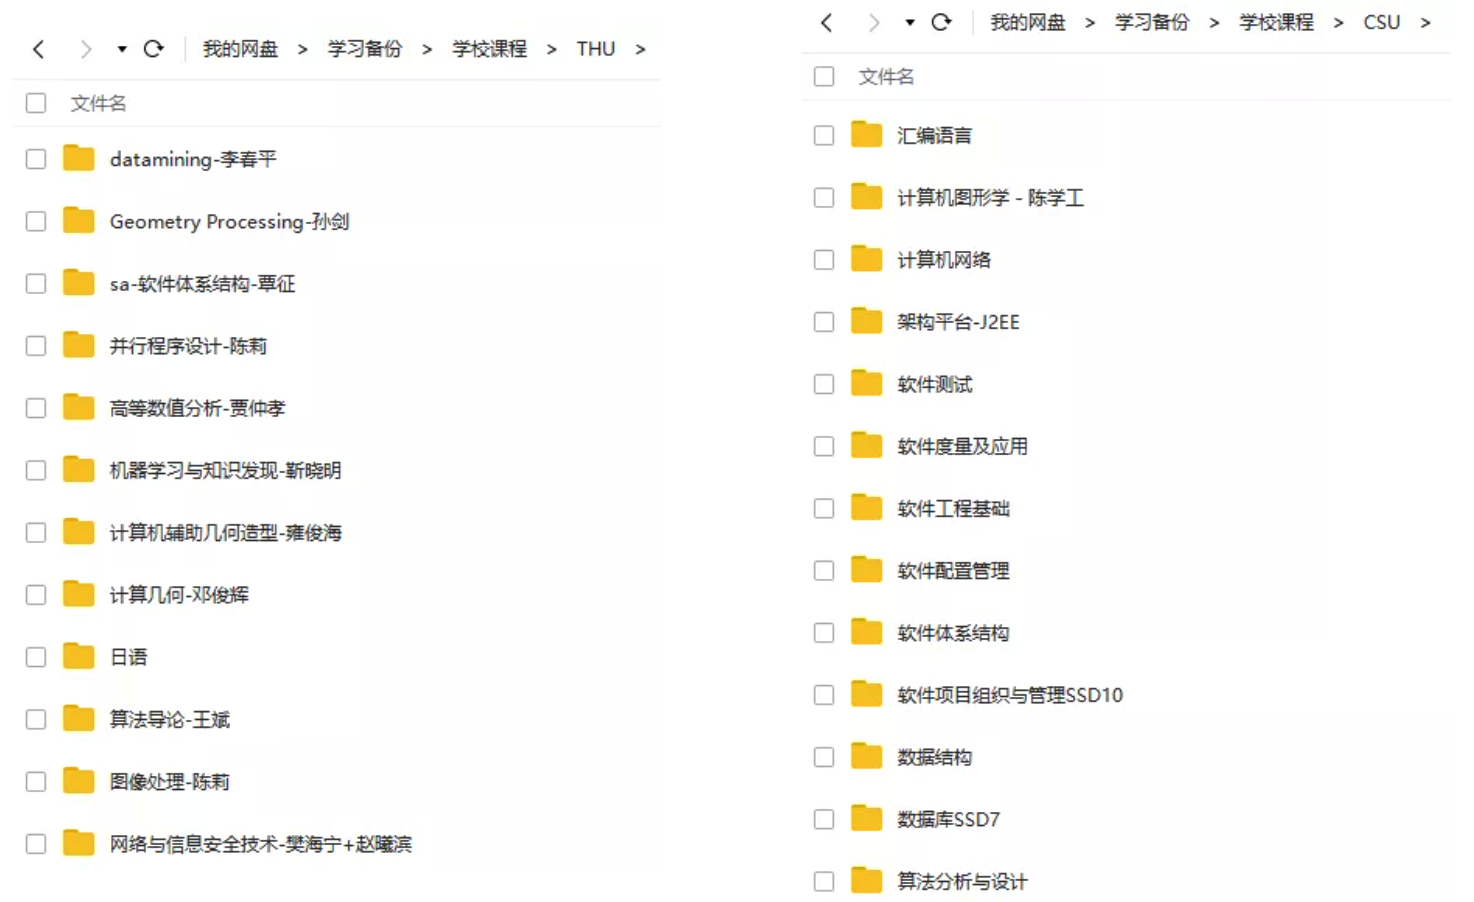 我的网盘 > 学习备份 > 学校课程 > THU >
文件名
datamining-李春平
Geometry Processing-孙剑
sa-软件体系结构-覃征
并行程序设计-陈莉
高等数值分析-贾仲孝
机器学习与知识发现-靳晓明
计算机辅助几何造型-雍俊海
计算几何-邓俊辉
日语
算法导论-王斌
图像处理-陈莉
网络与信息安全技术-樊海宁+赵曦滨
我的网盘 > 学习备份 > 学校课程 > CSU >
文件名
汇编语言
计算机图形学 - 陈学工
计算机网络
架构平台-J2EE
软件测试
软件度量及应用
软件工程基础
软件配置管理
软件体系结构
软件项目组织与管理SSD10
数据结构
数据库SSD7
算法分析与设计